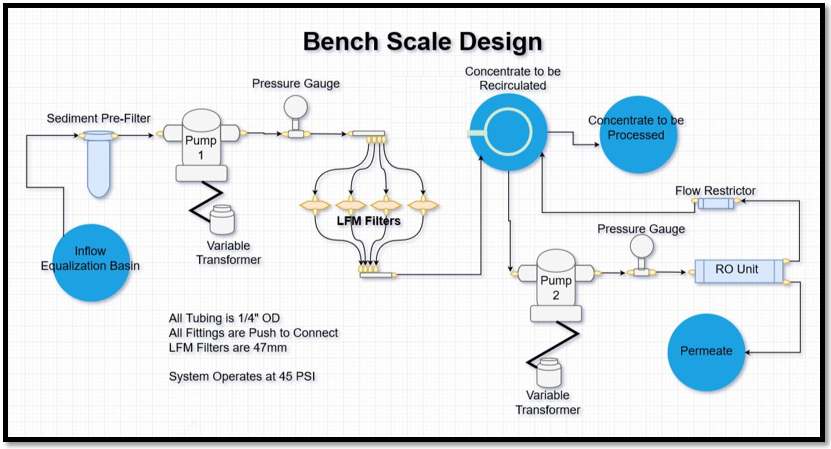 Bench Scale Design
Concentrate to be
Recirculated
Pressure Gauge
Sediment Pre-Filter
Concentrate to be
Processed
Pump
1
Flow Restrictor
LFM Filters
Pressure Gauge
Variable
Transformer
Inflow
Equalization Basin
RO Unit
Pump
2
All Tubing is 1/4" OD
All Fittings are Push to Connect
LFM Filters are 47mm
System Operates at 45 PSI
Permeate
Variable
Transformer